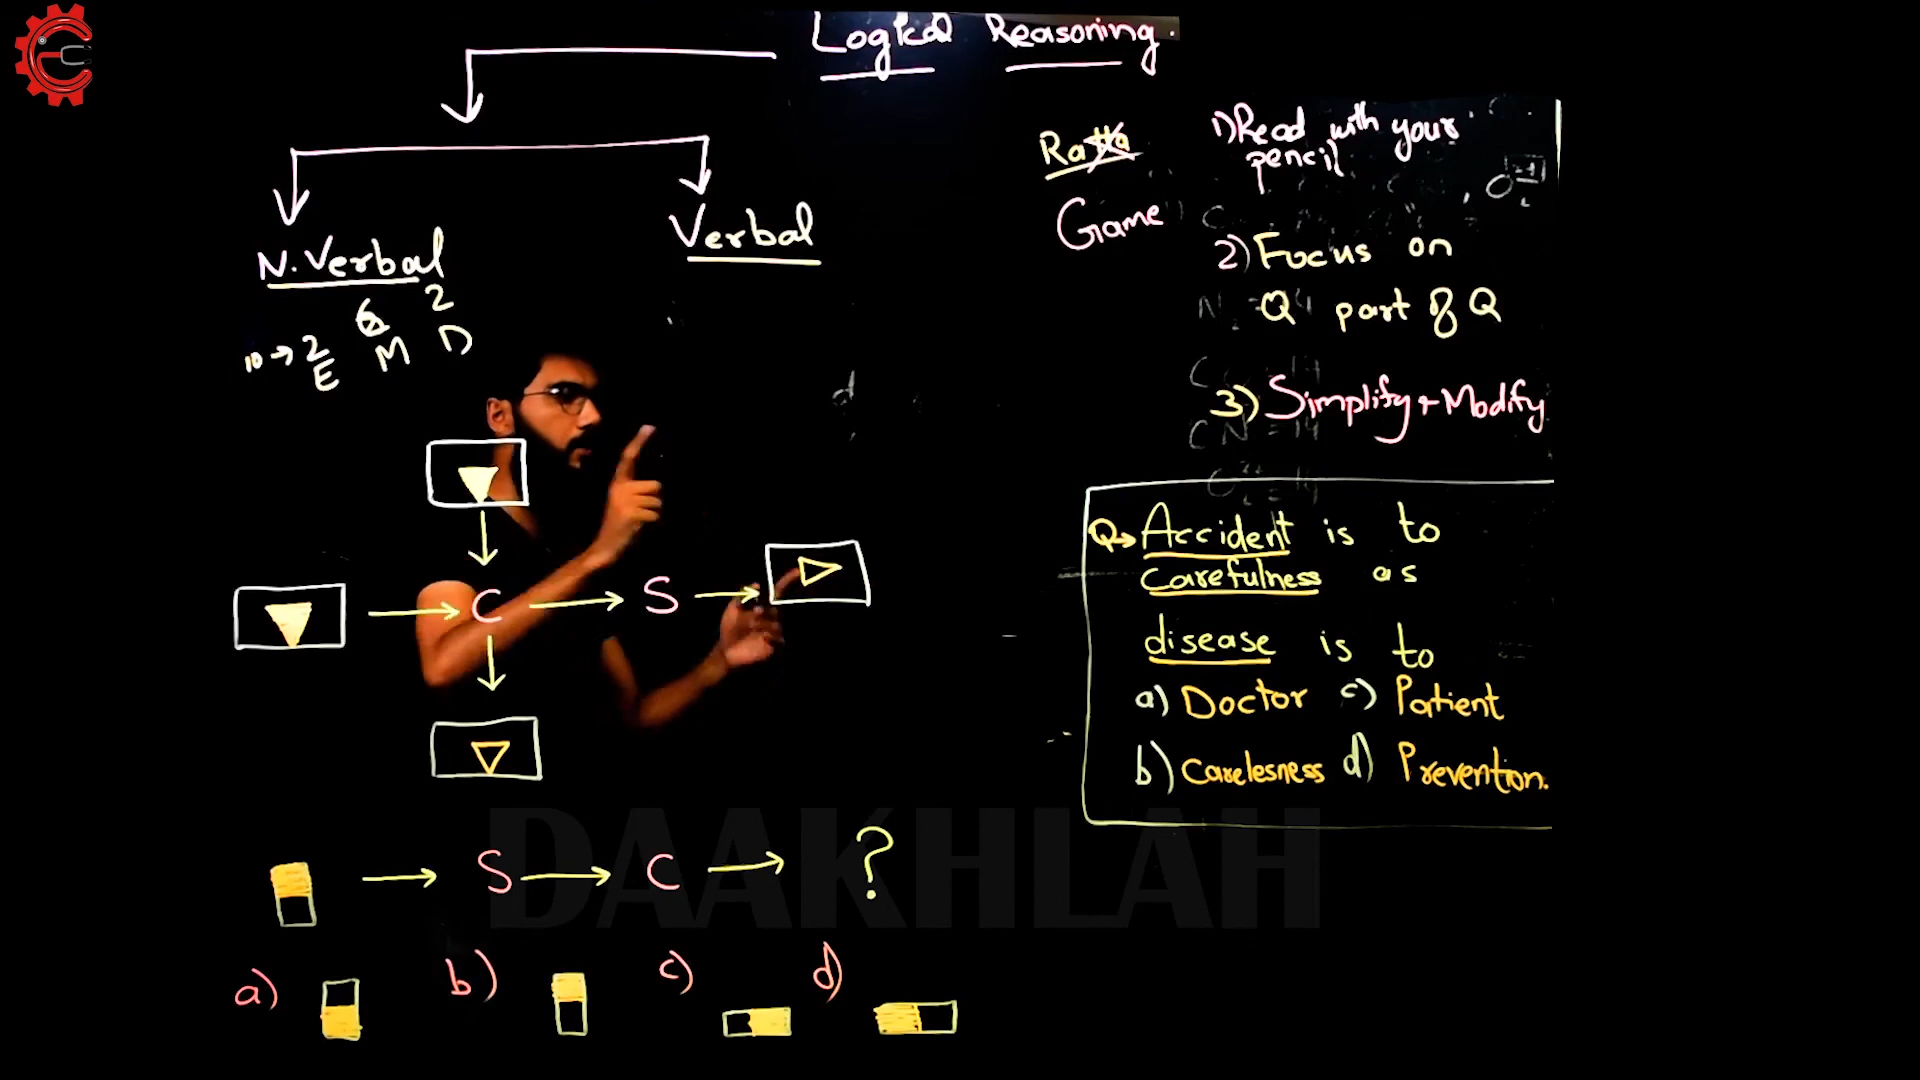 Logical Reasoning.
N. Verbal
Verbal
2
10 → 2
E M D
C → S →
→ S → C → ?
a) b) c) d)
Ratta
Game
1) Read with your
pencil
2) Focus on
Q part of Q
3) Simplify + Modify
Q→ Accident is to
carefulness as
disease is to
a) Doctor c) Patient
b) Carelesness d) Prevention.
DAAKHLAH